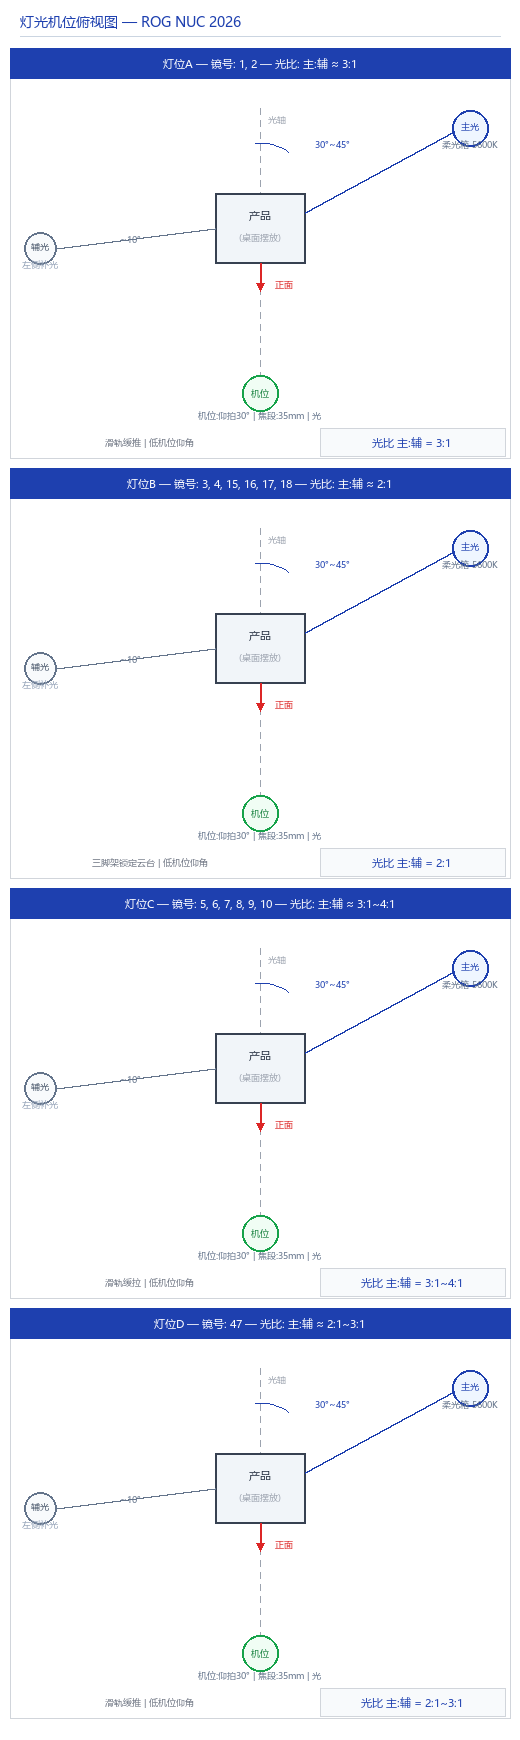 灯光机位俯视图 — ROG NUC 2026
灯位A — 镜号: 1, 2 — 光比: 主:辅 ≈ 3:1
光轴
主光
30°~45°
柔光箱 5600K
产品
(桌面摆放)
10°
辅光
左侧补光
正面
机位
机位:仰拍30° | 焦段:35mm | 光
滑轨缓推 | 低机位仰角
光比 主:辅 = 3:1
灯位B — 镜号: 3, 4, 15, 16, 17, 18 — 光比: 主:辅 ≈ 2:1
光轴
主光
30°~45°
柔光箱 5600K
产品
(桌面摆放)
10°
辅光
左侧补光
正面
机位
机位:仰拍30° | 焦段:35mm | 光
三脚架锁定云台 | 低机位仰角
光比 主:辅 = 2:1
灯位C — 镜号: 5, 6, 7, 8, 9, 10 — 光比: 主:辅 ≈ 3:1~4:1
光轴
主光
30°~45°
柔光箱 5600K
产品
(桌面摆放)
10°
辅光
左侧补光
正面
机位
机位:仰拍30° | 焦段:35mm | 光
滑轨缓拉 | 低机位仰角
光比 主:辅 = 3:1~4:1
灯位D — 镜号: 47 — 光比: 主:辅 ≈ 2:1~3:1
光轴
主光
30°~45°
柔光箱 5600K
产品
(桌面摆放)
10°
辅光
左侧补光
正面
机位
机位:仰拍30° | 焦段:35mm | 光
滑轨缓推 | 低机位仰角
光比 主:辅 = 2:1~3:1